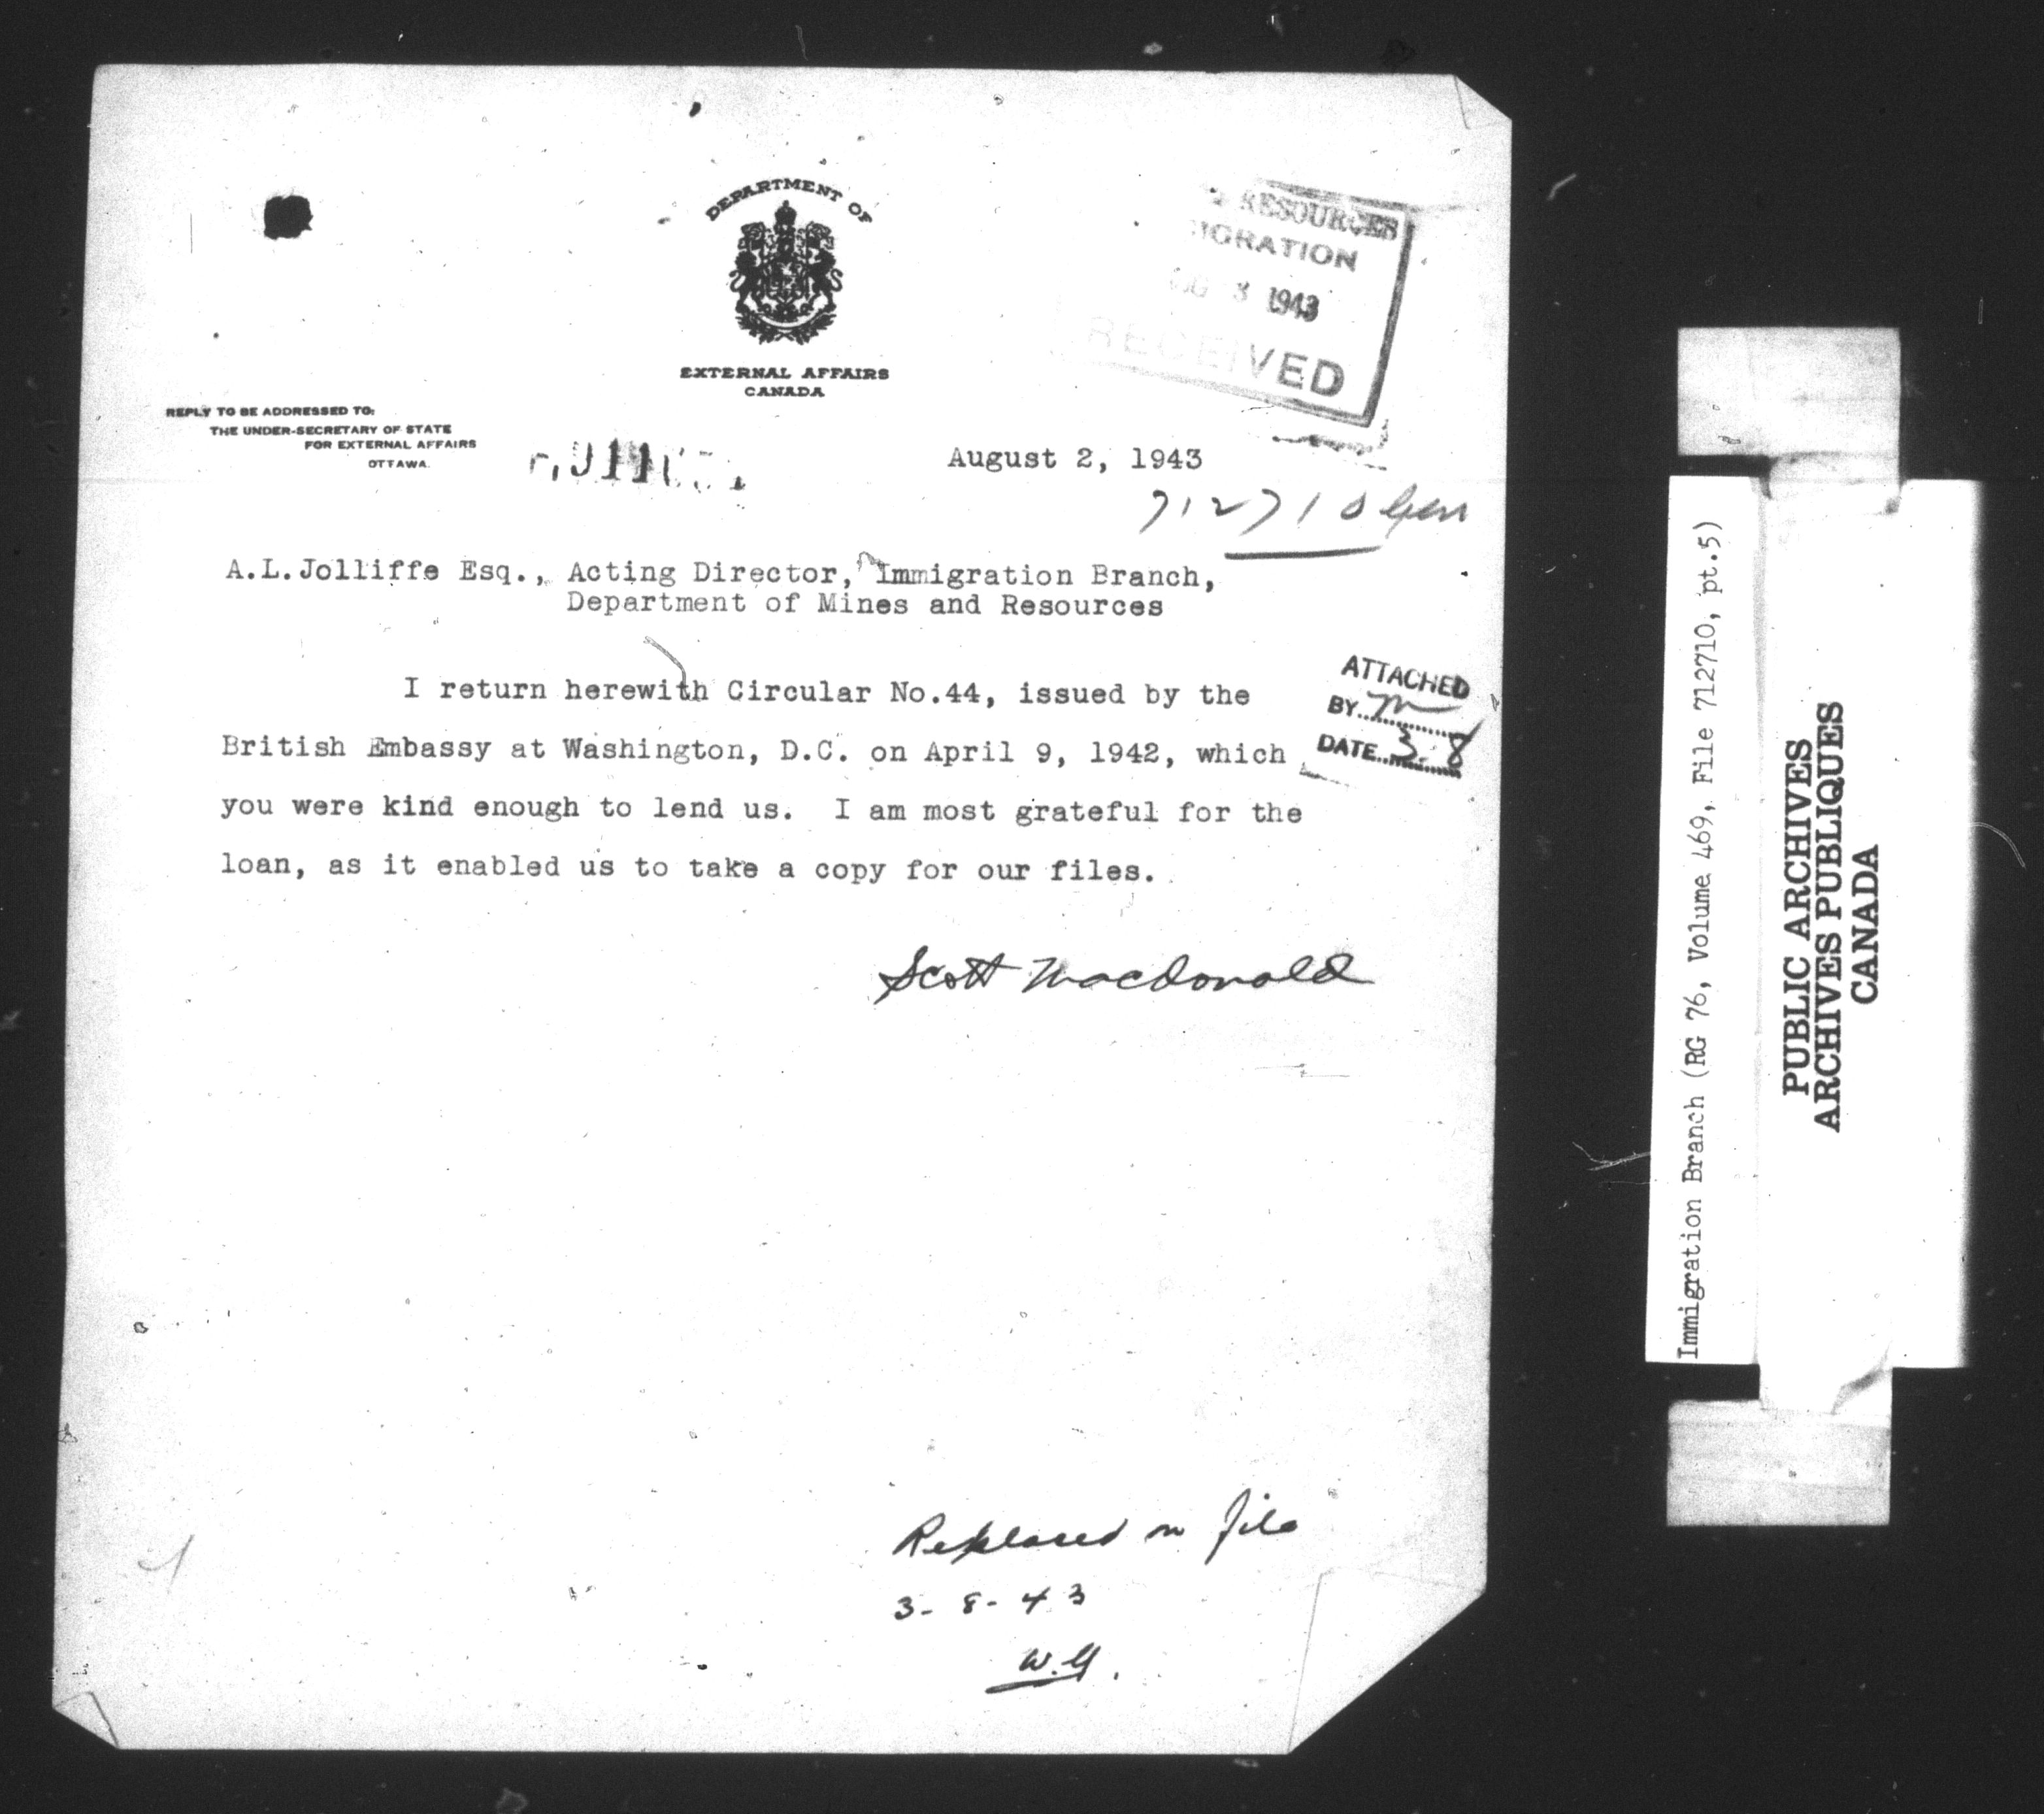 DEPARTMENT OF
EXTERNAL AFFAIRS
CANADA
RESOURCES
1943
RECEIVED
REPLY TO BE ADDRESSED TO:
THE UNDER-SECRETARY OF STATE
FOR EXTERNAL AFFAIRS
OTTAWA.
August 2, 1943
712710 Gen
A.L.Jolliffe Esq., Acting Director, Immigration Branch,
Department of Mines and Resources
I return herewith Circular No.44, issued by the
British Embassy at Washington, D.C. on April 9, 1942, which
you were kind enough to lend us. I am most grateful for the
loan, as it enabled us to take a copy for our files.
ATTACHED
BY
DATE 3-8
Scott Macdonald
Replaced on file
3-8-43
W.G.
Immigration Branch (RG 76, Volume 469, File 712710, pt.5)
PUBLIC ARCHIVES
ARCHIVES PUBLIQUES
CANADA